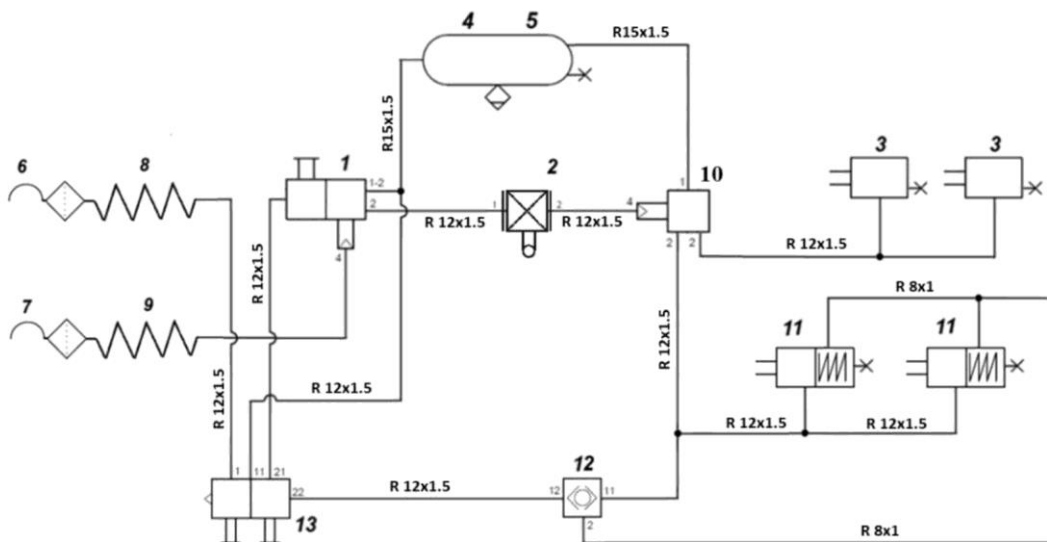 4 5
R15x1.5
R15x1.5
6 8 1 2 10 3 3
1-2 1
2 R 12x1.5 1 2 R 12x1.5 4
4 2 2 R 12x1.5
R 12x1.5
7 9 R 8x1
R 12x1.5
11 11
R 12x1.5
R 12x1.5
R 12x1.5 R 12x1.5
1 11 21 12
22 R 12x1.5 12 11
13 2 R 8x1